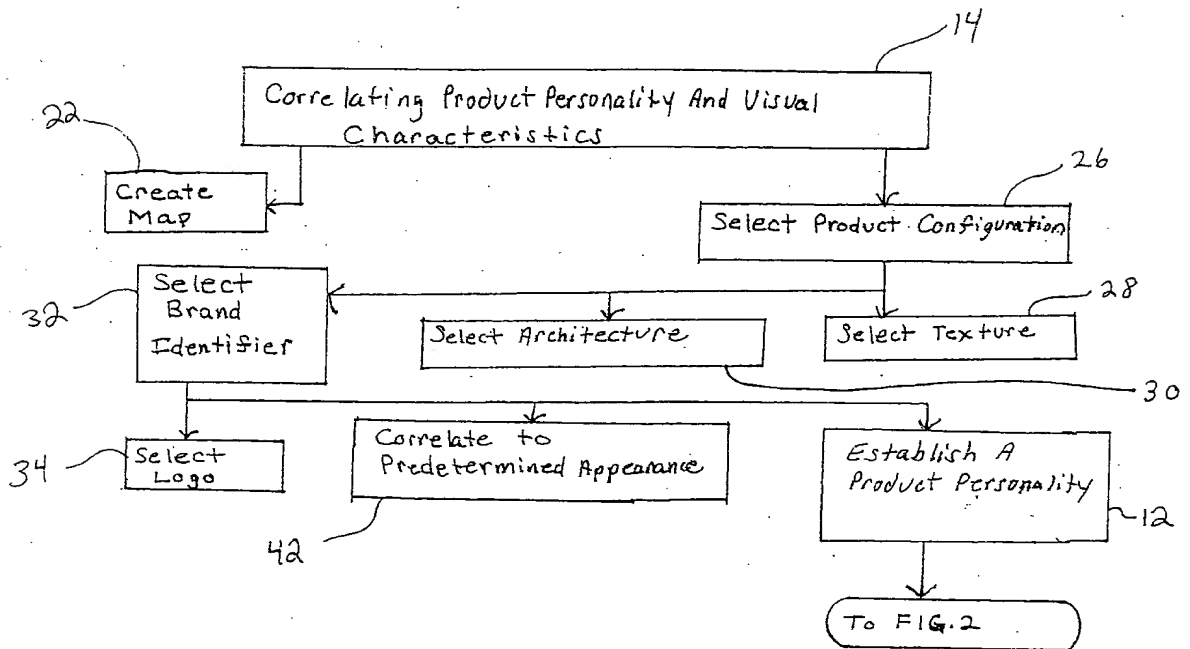 14
Correlating Product Personality And Visual
Characteristics
22
Create
Map
26
Select Product Configuration
32
Select
Brand
Identifier
Select Architecture
28
Select Texture
30
34
Select
Logo
Correlate to
Predetermined Appearance
42
Establish A
Product Personality
12
To FIG.2